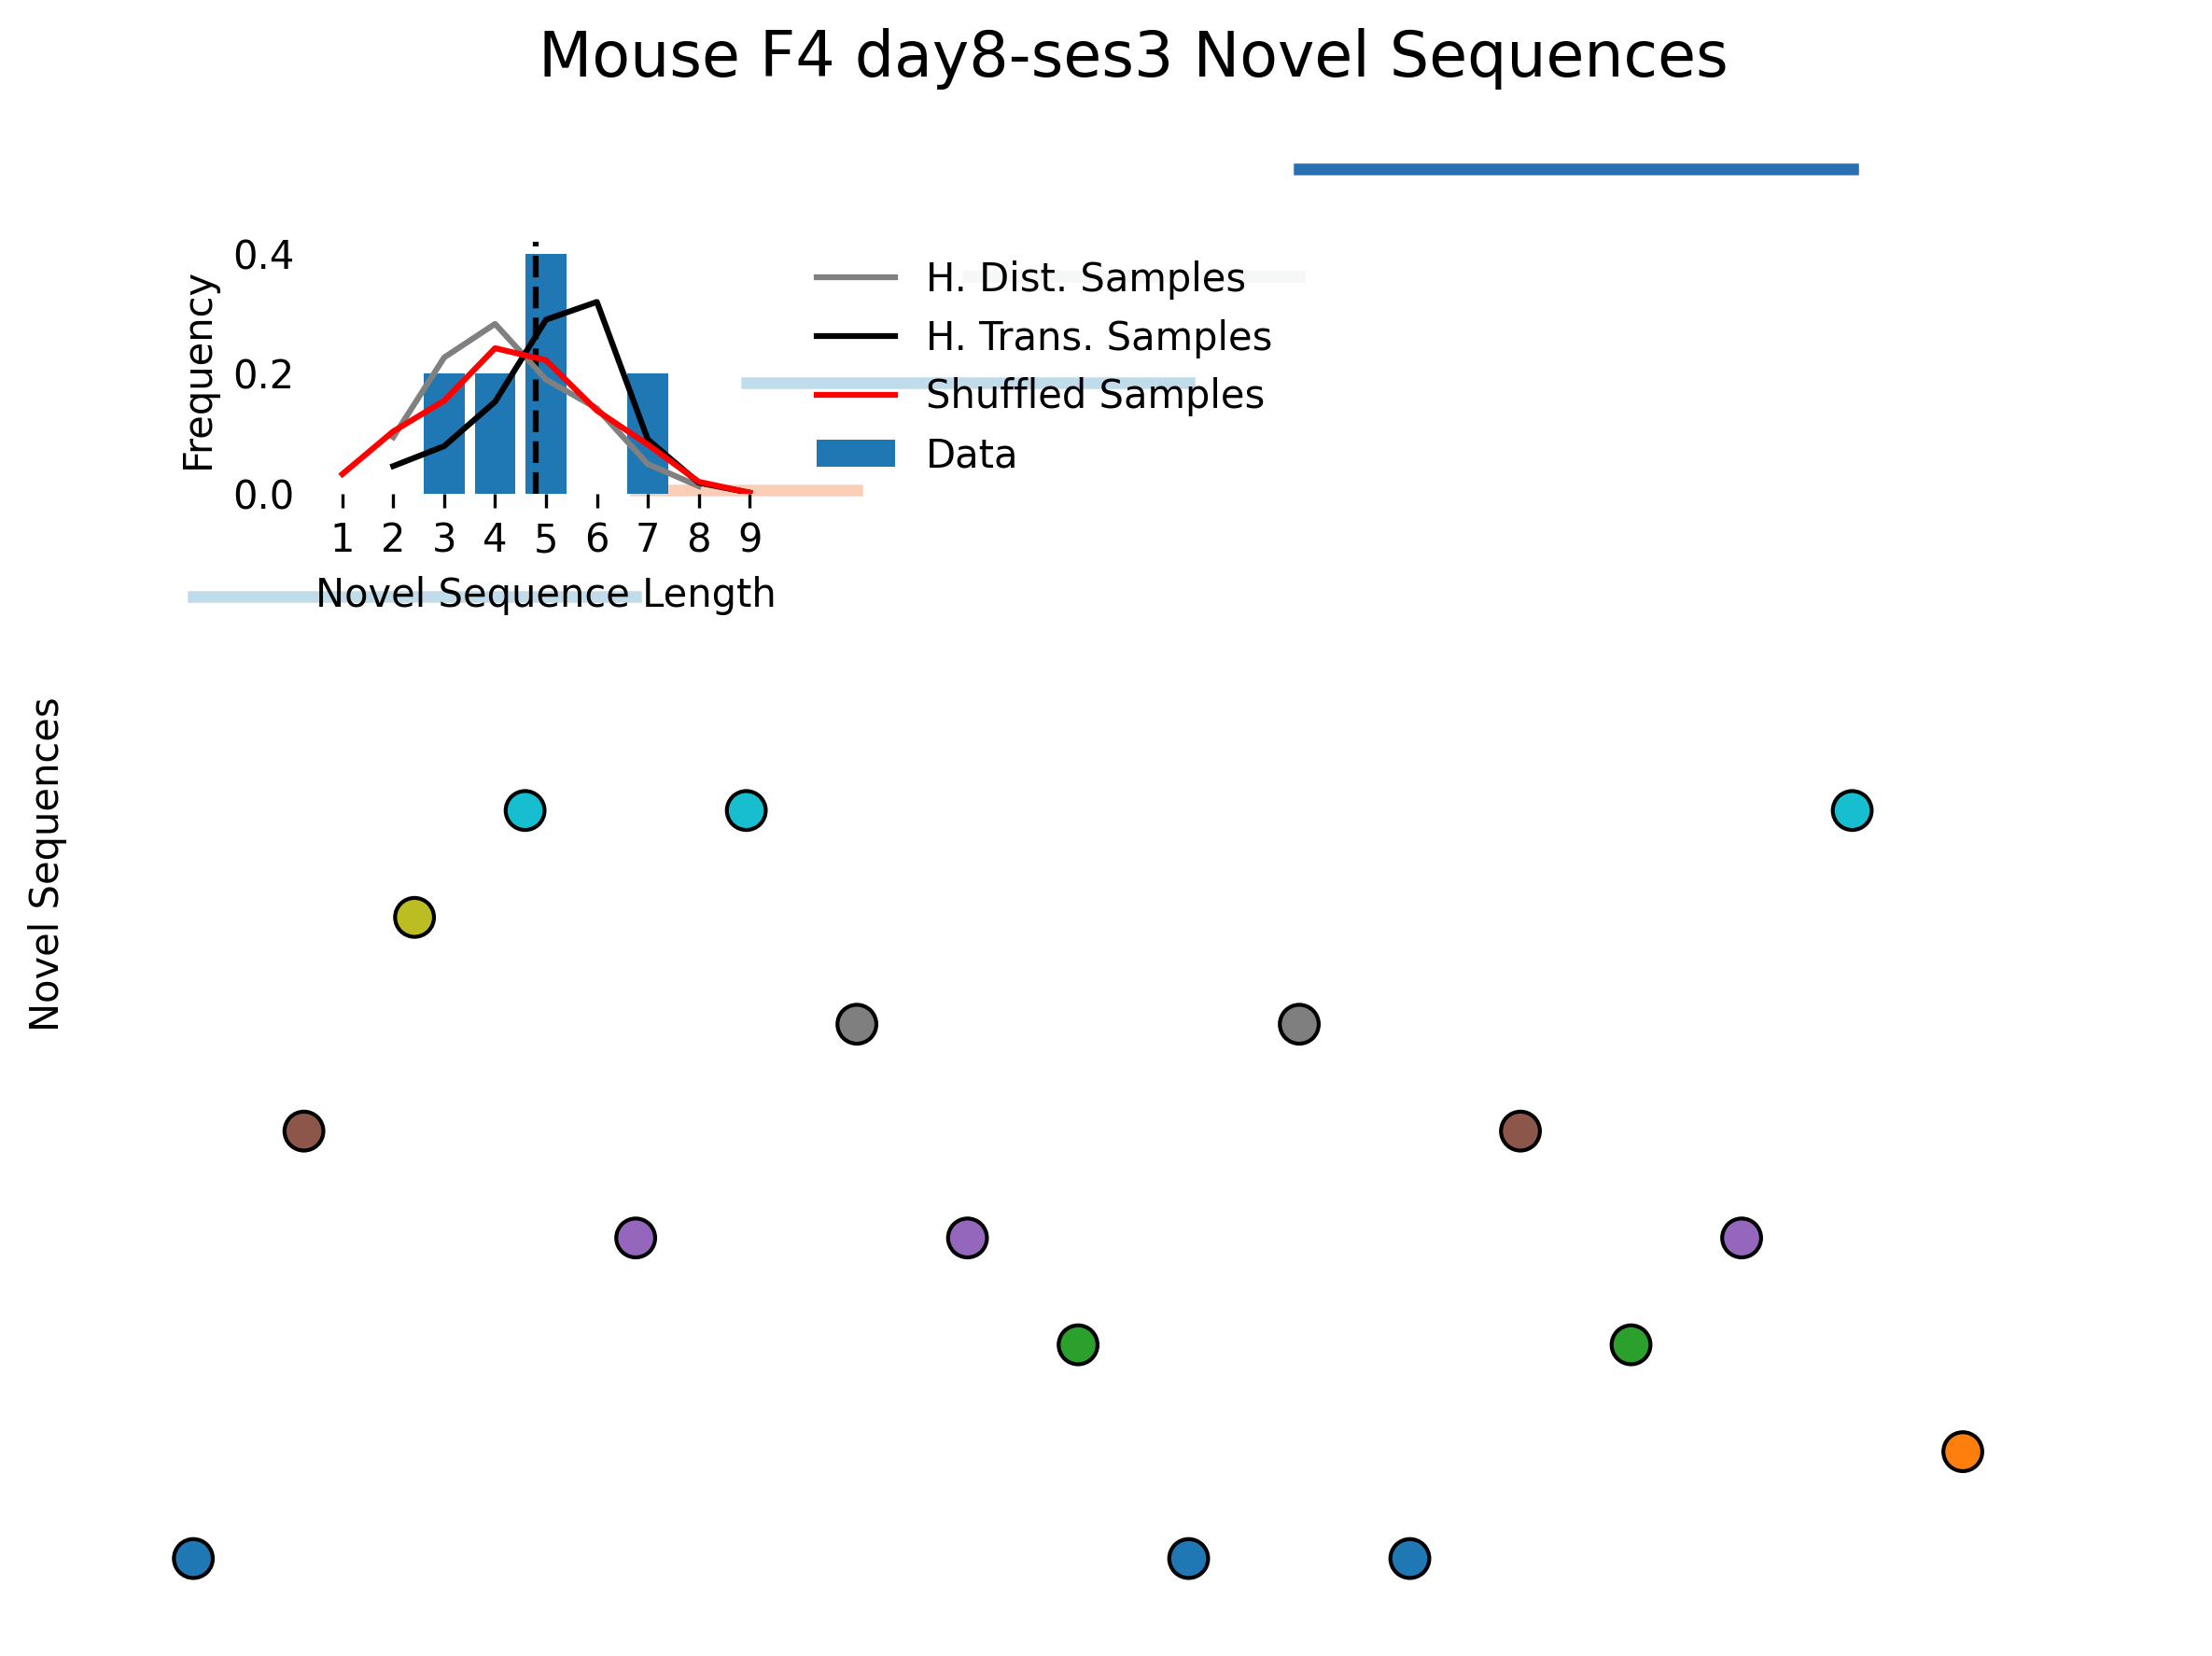 Mouse F4 day8-ses3 Novel Sequences
0.4
0.2
0.0
Frequency
1 2 3 4 5 6 7 8 9
Novel Sequence Length
H. Dist. Samples
H. Trans. Samples
Shuffled Samples
Data
Novel Sequences